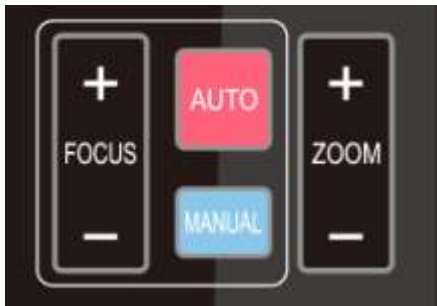 +
AUTO
+
FOCUS
ZOOM
MANUAL
–
–